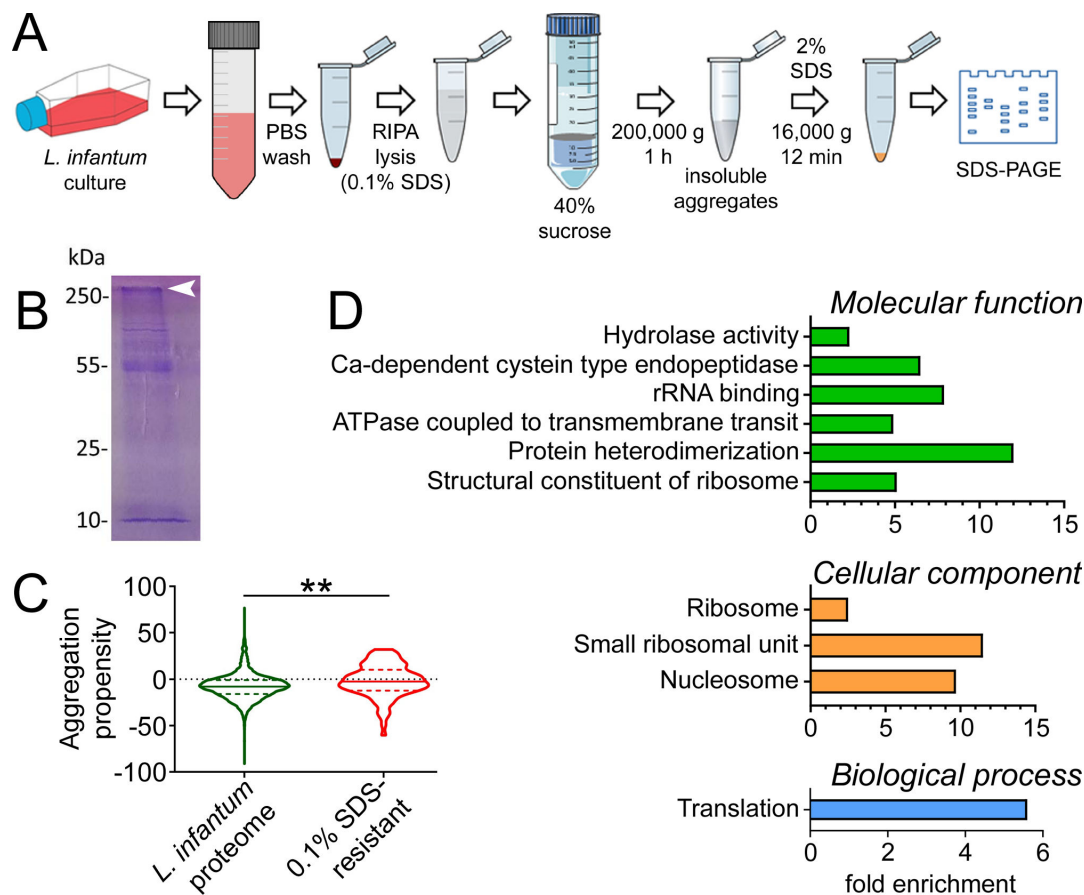 A
L. infantum
culture
PBS
wash
RIPA
lysis
(0.1% SDS)
40%
sucrose
200,000 g
1 h
insoluble
aggregates
2%
SDS
16,000 g
12 min
SDS-PAGE
B
kDa
250-
55-
25-
10-
C
Aggregation
propensity
100
50
0
-50
-100
**
L. infantum
proteome
0.1% SDS-
resistant
D
Molecular function
Hydrolase activity
Ca-dependent cystein type endopeptidase
rRNA binding
ATPase coupled to transmembrane transit
Protein heterodimerization
Structural constituent of ribosome
0 5 10 15
Cellular component
Ribosome
Small ribosomal unit
Nucleosome
0 5 10 15
Biological process
Translation
0 2 4 6
fold enrichment